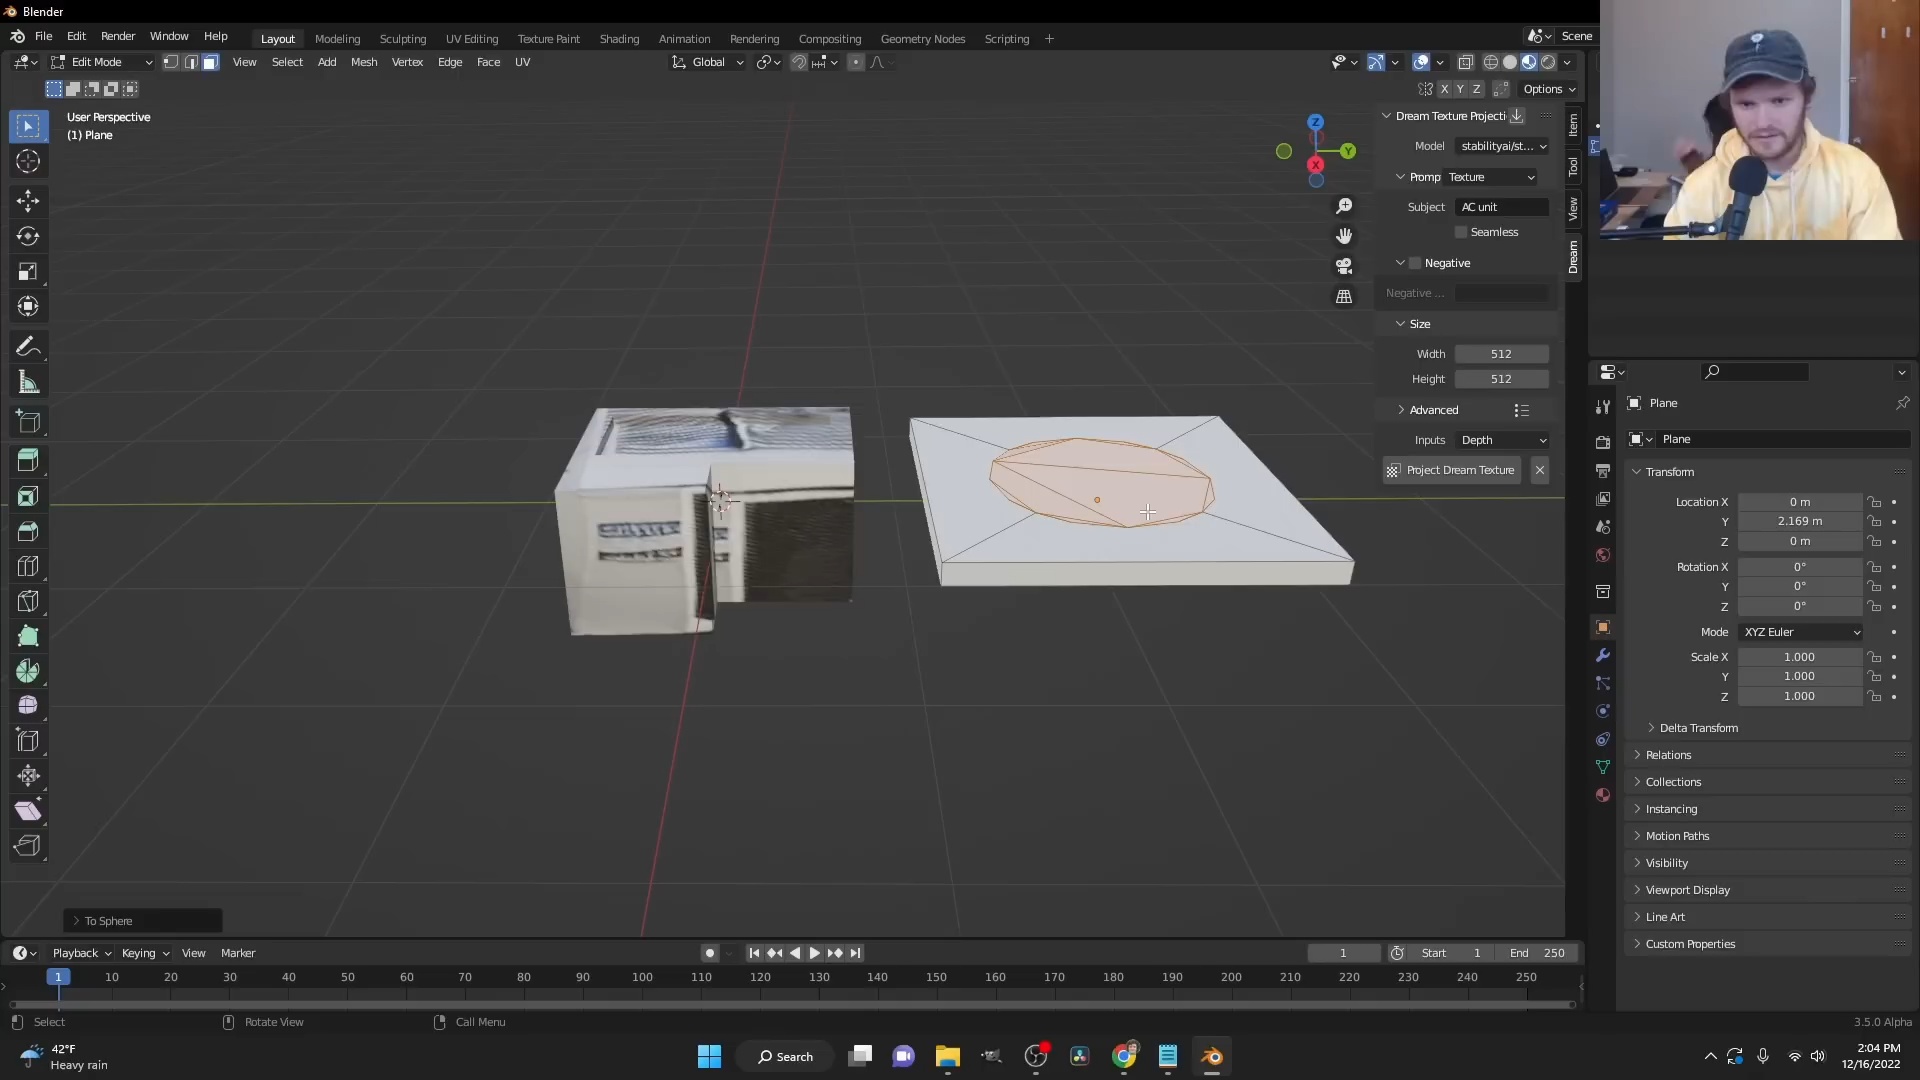 Blender
File Edit Render Window Help
Layout Modeling Sculpting UV Editing Texture Paint Shading Animation Rendering Compositing Geometry Nodes Scripting
Scene
Edit Mode View Select Add Mesh Vertex Edge Face UV
Global
X Y Z Options
User Perspective
(1) Plane
Z
Y
X
Dream Texture Projecti
Model stabilityai/st...
Promp Texture
Subject AC unit
Seamless
Negative
Negative ...
Size
Width 512
Height 512
Advanced
Inputs Depth
Project Dream Texture
Item
Tool
View
Dream
Plane
Plane
Transform
Location X 0 m
Y 2.169 m
Z 0 m
Rotation X 0°
Y 0°
Z 0°
Mode XYZ Euler
Scale X 1.000
Y 1.000
Z 1.000
Delta Transform
Relations
Collections
Instancing
Motion Paths
Visibility
Viewport Display
Line Art
Custom Properties
To Sphere
Playback Keying View Marker
1 Start 1 End 250
1 10 20 30 40 50 60 70 80 90 100 110 120 130 140 150 160 170 180 190 200 210 220 230 240 250
Select Rotate View Call Menu
3.5.0 Alpha
42°F
Heavy rain
Search
2:04 PM
12/16/2022